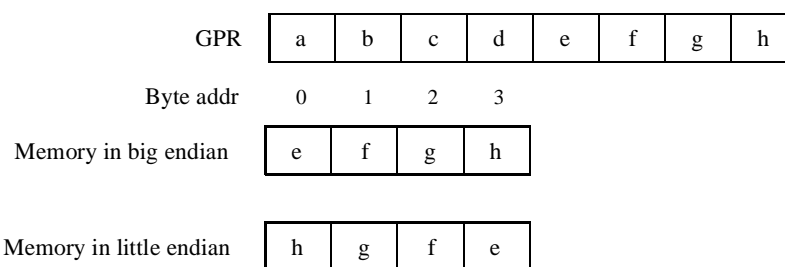 GPR a b c d e f g h
Byte addr 0 1 2 3
Memory in big endian e f g h
Memory in little endian h g f e